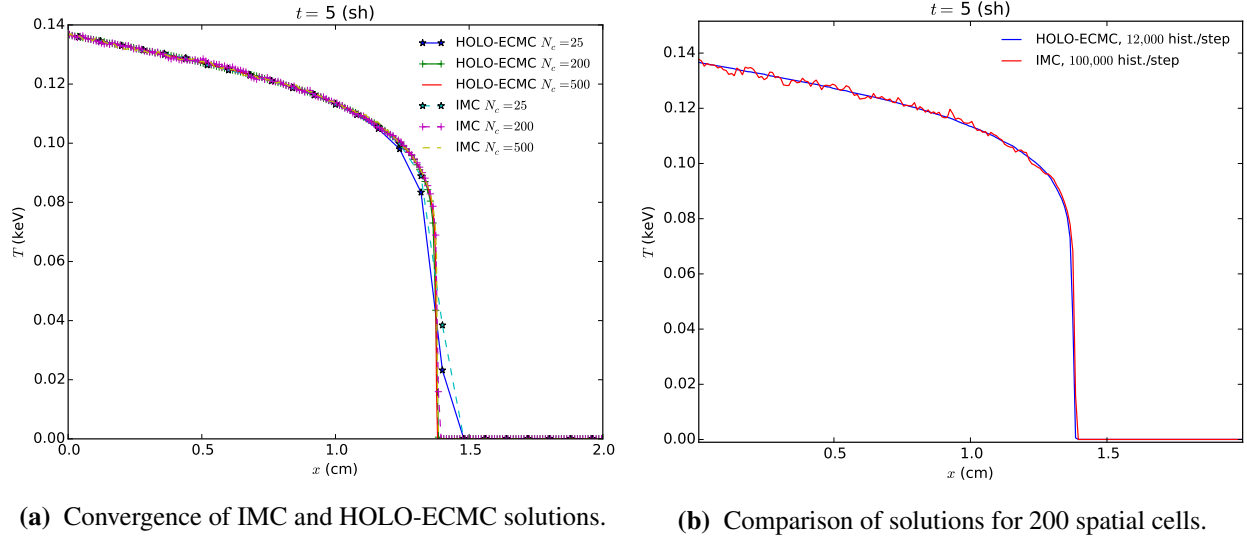 t = 5 (sh)
HOLO-ECMC N_c = 25
HOLO-ECMC N_c = 200
HOLO-ECMC N_c = 500
IMC N_c = 25
IMC N_c = 200
IMC N_c = 500
0.14
0.12
0.10
0.08
0.06
0.04
0.02
0.00
T (keV)
0.0 0.5 1.0 1.5 2.0
x (cm)
(a) Convergence of IMC and HOLO-ECMC solutions.
t = 5 (sh)
HOLO-ECMC, 12,000 hist./step
IMC, 100,000 hist./step
0.14
0.12
0.10
0.08
0.06
0.04
0.02
0.00
T (keV)
0.5 1.0 1.5
x (cm)
(b) Comparison of solutions for 200 spatial cells.